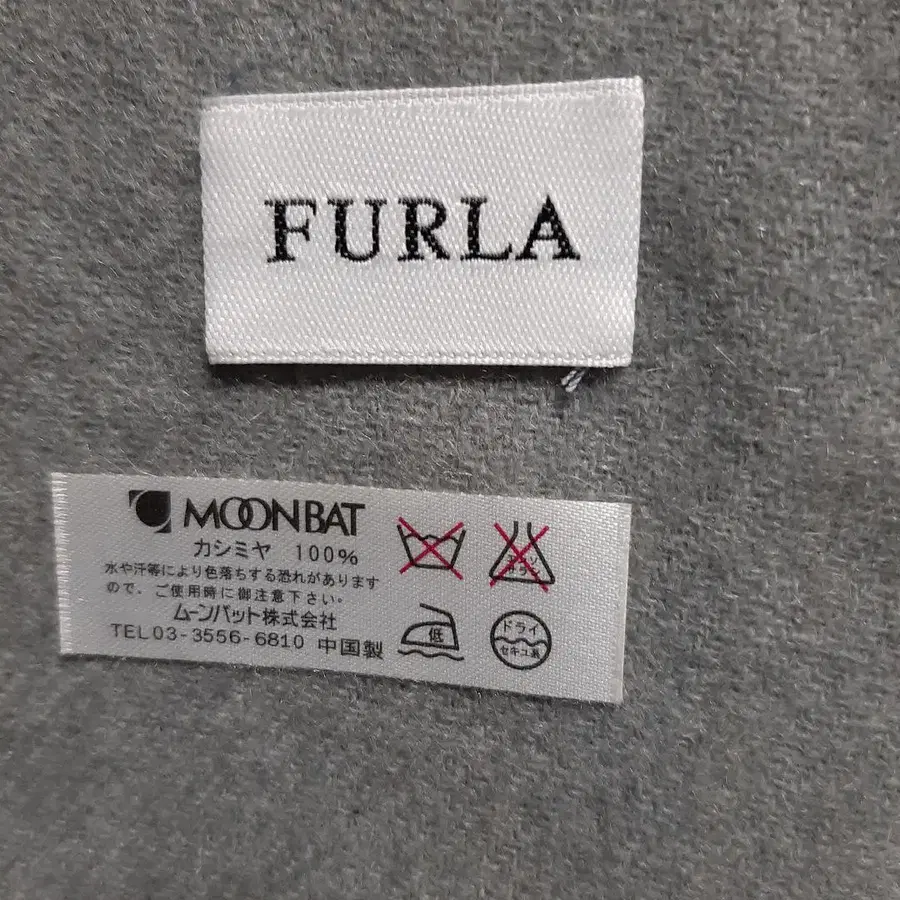 FURLA
MOONBAT
カシミヤ 100%
水や汗等により色落ちする恐れがあります
ので、ご使用時に御注意下さい。
ムーンバット株式会社
TEL03-3556-6810 中国製
低
ドライ
セキユ系